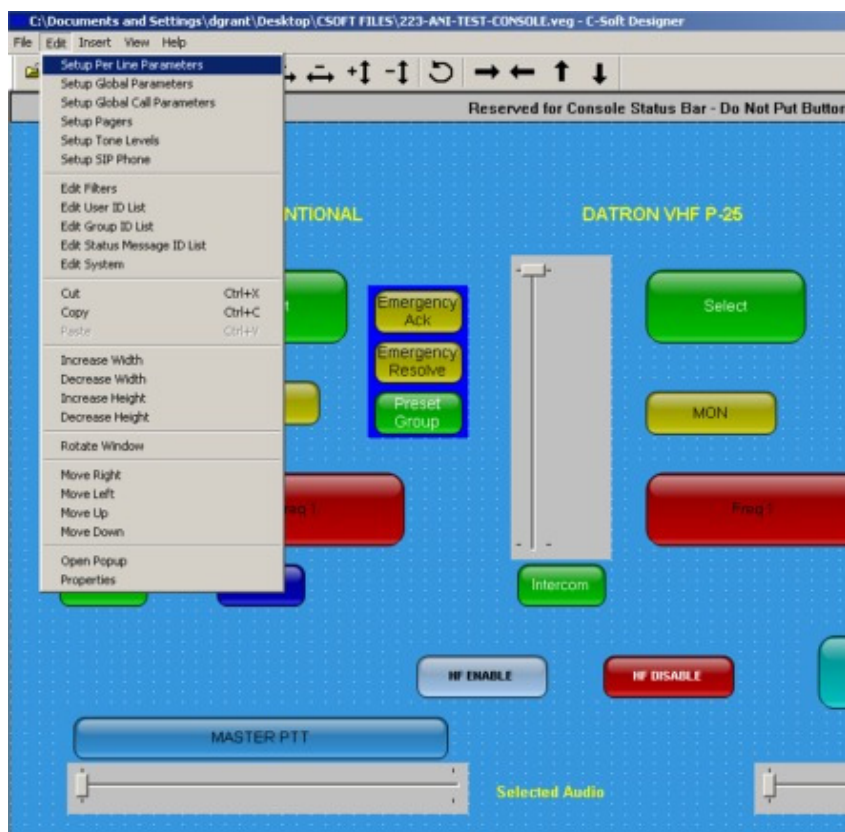 C:\Documents and Settings\dgrant\Desktop\CSOFT FILES\223-ANI-TEST-CONSOLE.veg - C-Soft Designer
File Edit Insert View Help
Reserved for Console Status Bar - Do Not Put Button
Setup Per Line Parameters
Setup Global Parameters
Setup Global Call Parameters
Setup Pagers
Setup Tone Levels
Setup SIP Phone
Edit Filters
Edit User ID List
Edit Group ID List
Edit Status Message ID List
Edit System
Cut Ctrl+X
Copy Ctrl+C
Paste Ctrl+V
Increase Width
Decrease Width
Increase Height
Decrease Height
Rotate Window
Move Right
Move Left
Move Up
Move Down
Open Popup
Properties
NTIONAL
DATRON VHF P-25
Emergency
Ack
Emergency
Resolve
Preset
Group
Select
MON
Freq 1
Intercom
HF ENABLE
HF DISABLE
MASTER PTT
Selected Audio